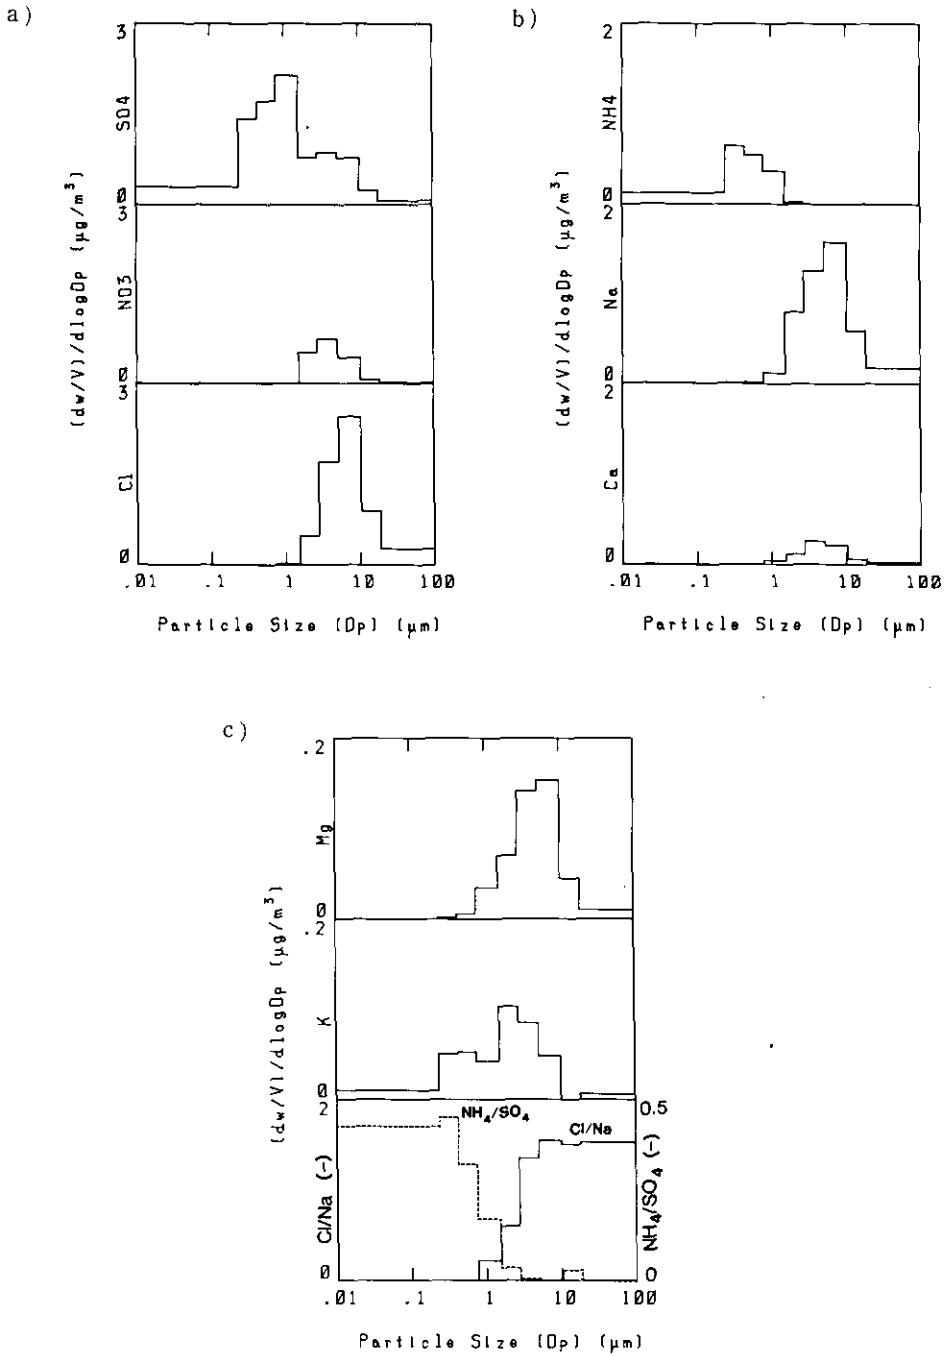 a)
3
SO4
0
3
NO3
0
3
Cl
0
(dw/V)/dlogDp (μg/m³)
.01 .1 1 10 100
Particle Size (Dp) (μm)
b)
2
NH4
0
2
Na
0
2
Ca
0
(dw/V)/dlogDp (μg/m³)
.01 .1 1 10 100
Particle Size (Dp) (μm)
c)
.2
Mg
0
.2
K
0
(dw/V)/dlogDp (μg/m³)
2
NH₄/SO₄
Cl/Na
0.5
Cl/Na (-)
NH₄/SO₄ (-)
0
0
.01 .1 1 10 100
Particle Size (Dp) (μm)